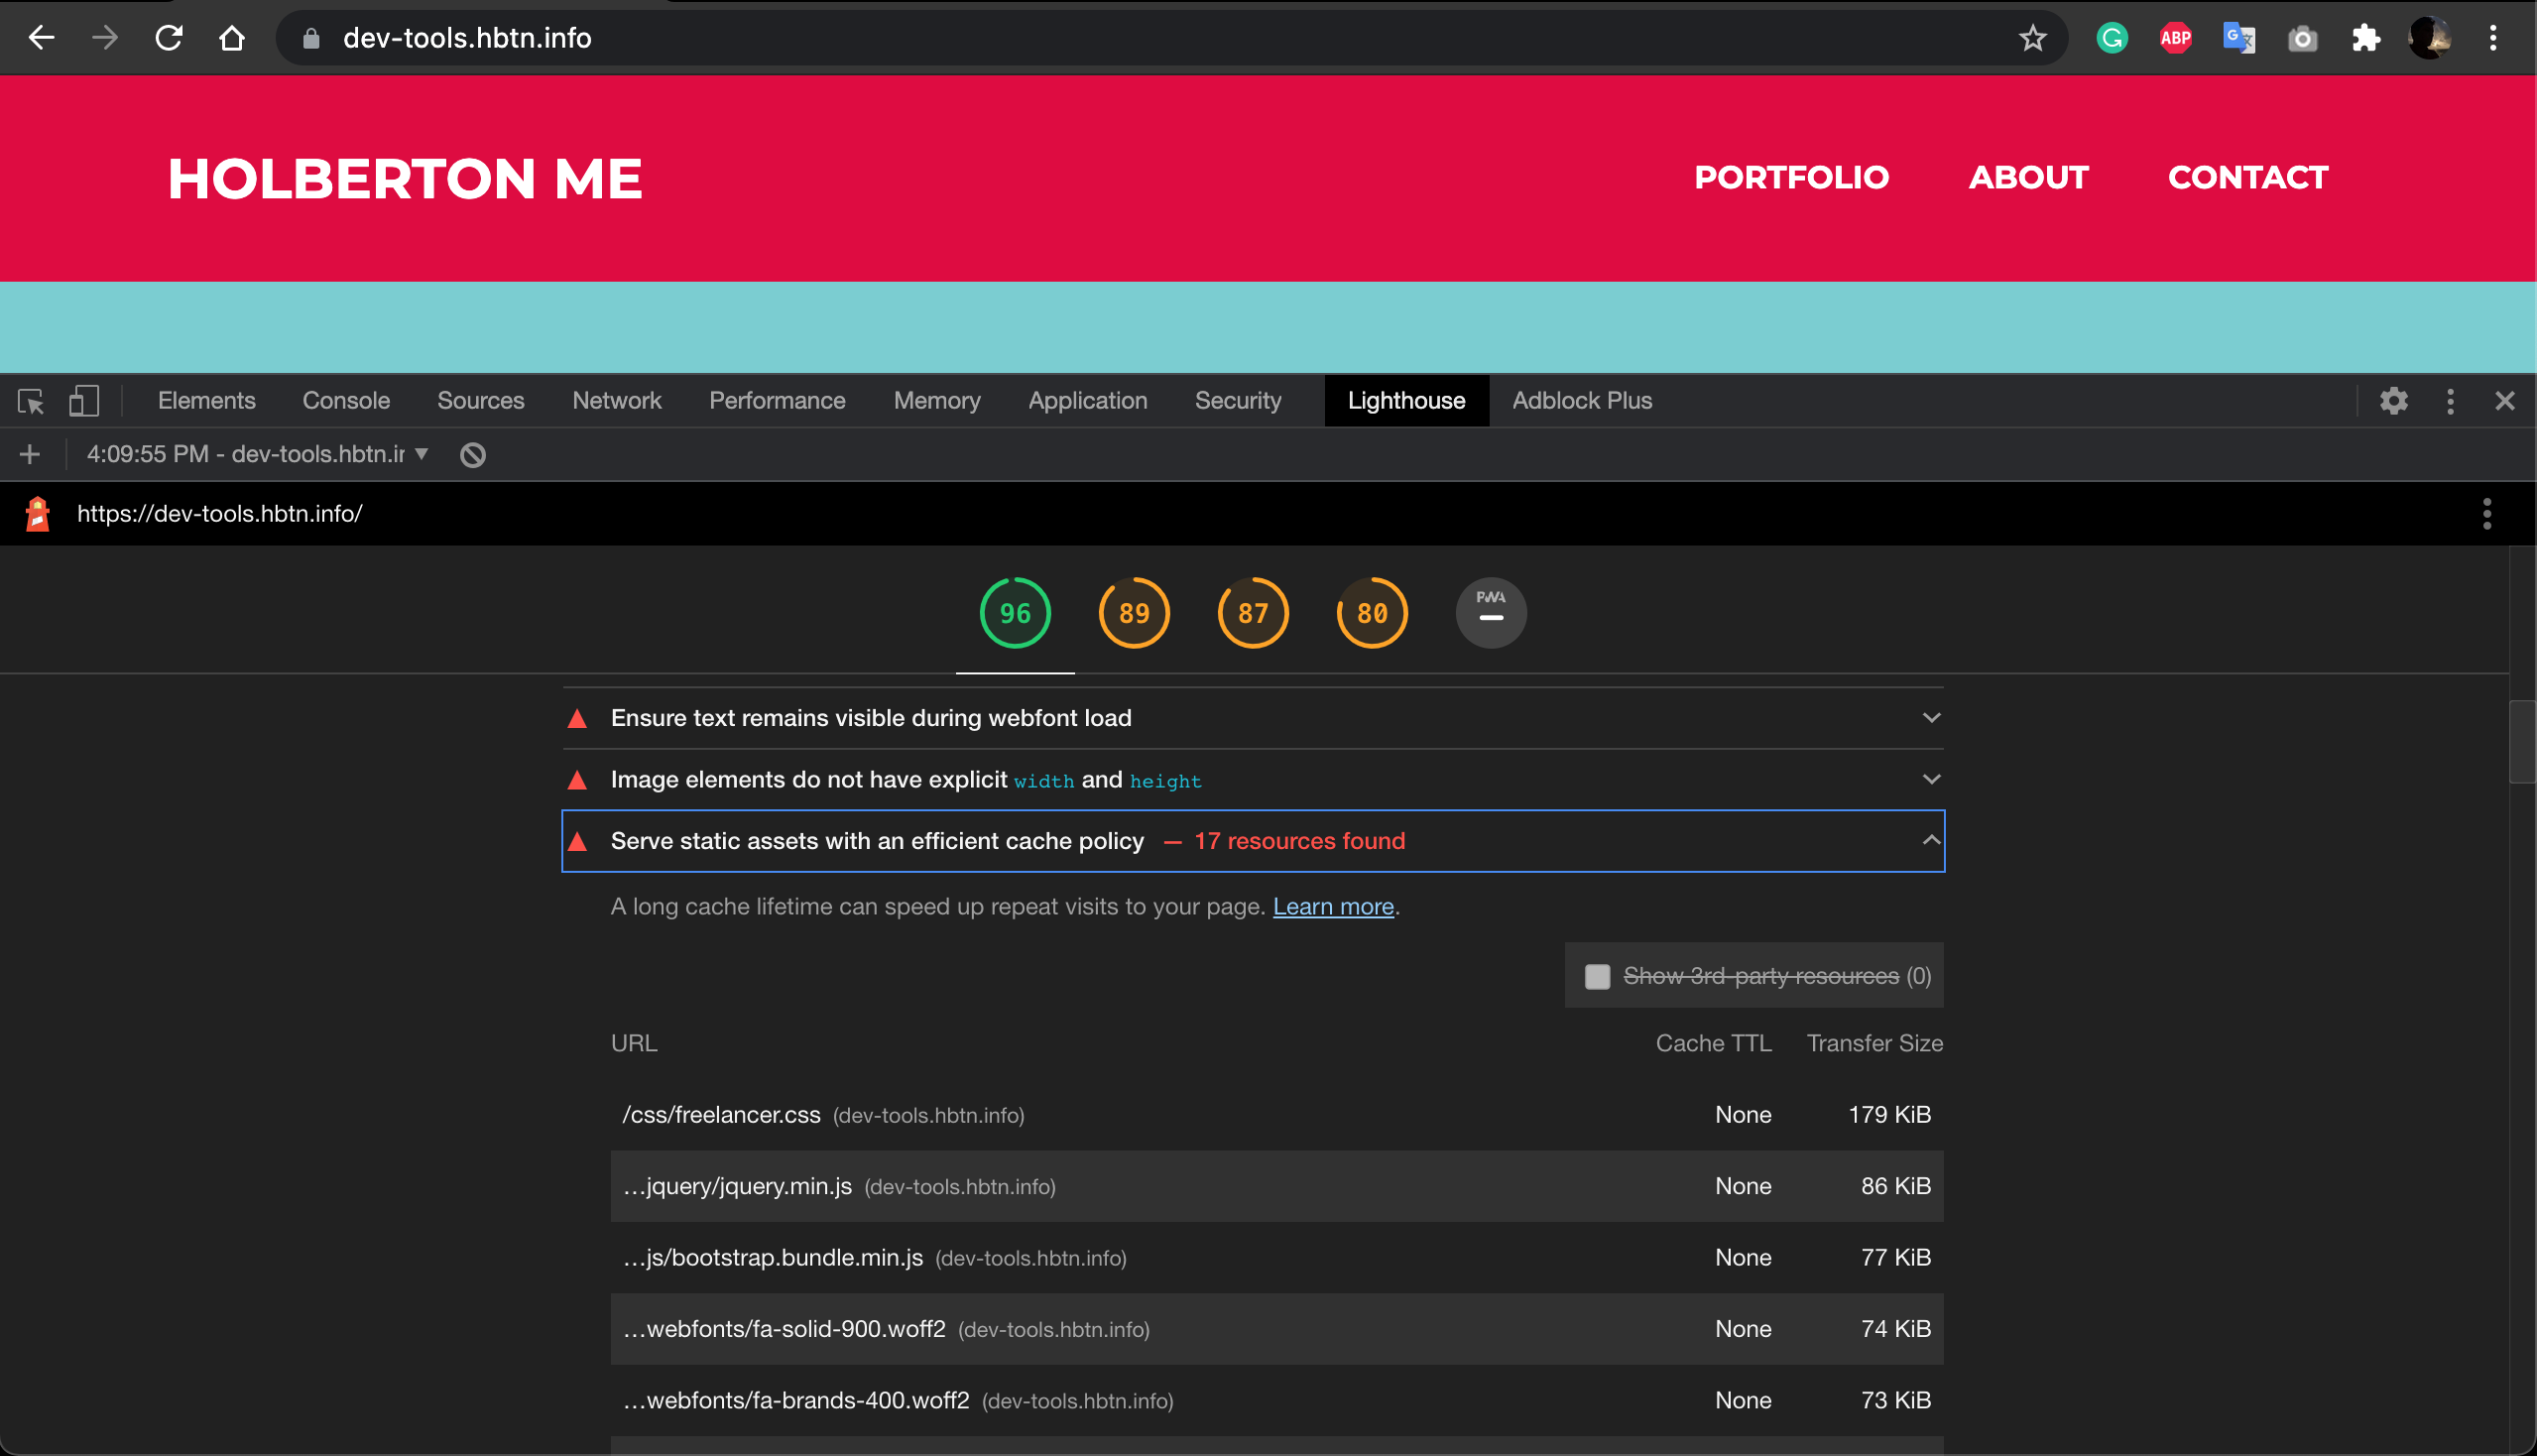 dev-tools.hbtn.info
ABP
HOLBERTON ME
PORTFOLIO ABOUT CONTACT
Elements Console Sources Network Performance Memory Application Security Lighthouse Adblock Plus
4:09:55 PM - dev-tools.hbtn.ir
https://dev-tools.hbtn.info/
96 89 87 80 PWA
Ensure text remains visible during webfont load
Image elements do not have explicit width and height
Serve static assets with an efficient cache policy — 17 resources found
A long cache lifetime can speed up repeat visits to your page. Learn more.
Show 3rd-party resources (0)
URL Cache TTL Transfer Size
/css/freelancer.css (dev-tools.hbtn.info) None 179 KiB
…jquery/jquery.min.js (dev-tools.hbtn.info) None 86 KiB
…js/bootstrap.bundle.min.js (dev-tools.hbtn.info) None 77 KiB
…webfonts/fa-solid-900.woff2 (dev-tools.hbtn.info) None 74 KiB
…webfonts/fa-brands-400.woff2 (dev-tools.hbtn.info) None 73 KiB